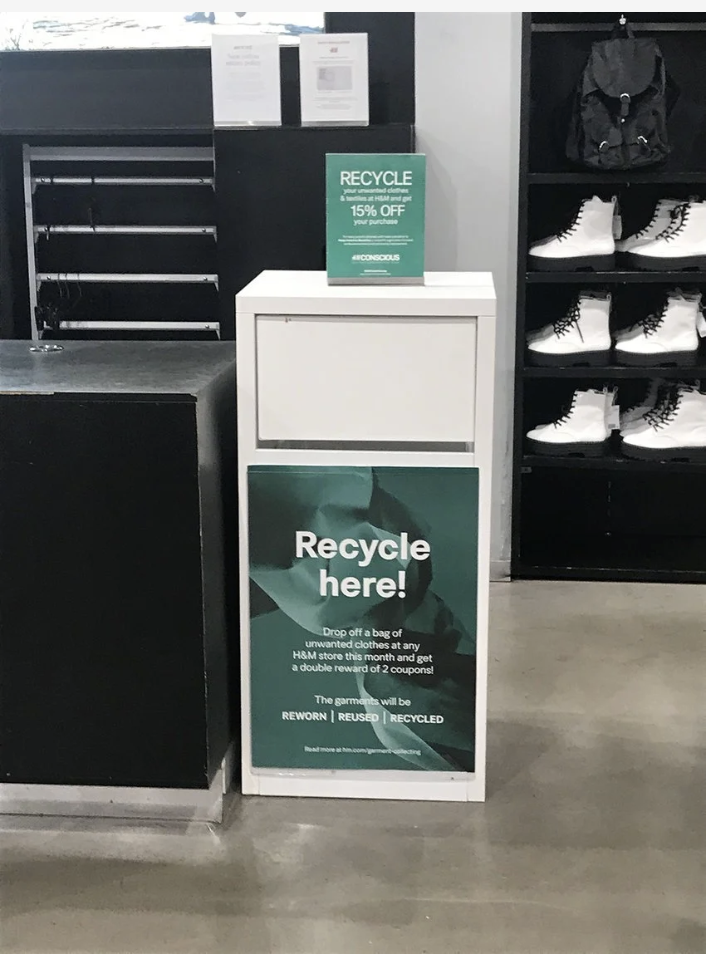 RECYCLE
your unwanted clothes
& textiles at H&M and get
15% OFF
your purchase
CONSCIOUS
Recycle
here!
Drop off a bag of
unwanted clothes at any
H&M store this month and get
a double reward of 2 coupons!
The garments will be
REWORN | REUSED | RECYCLED
Read more at hm.com/garment-collecting